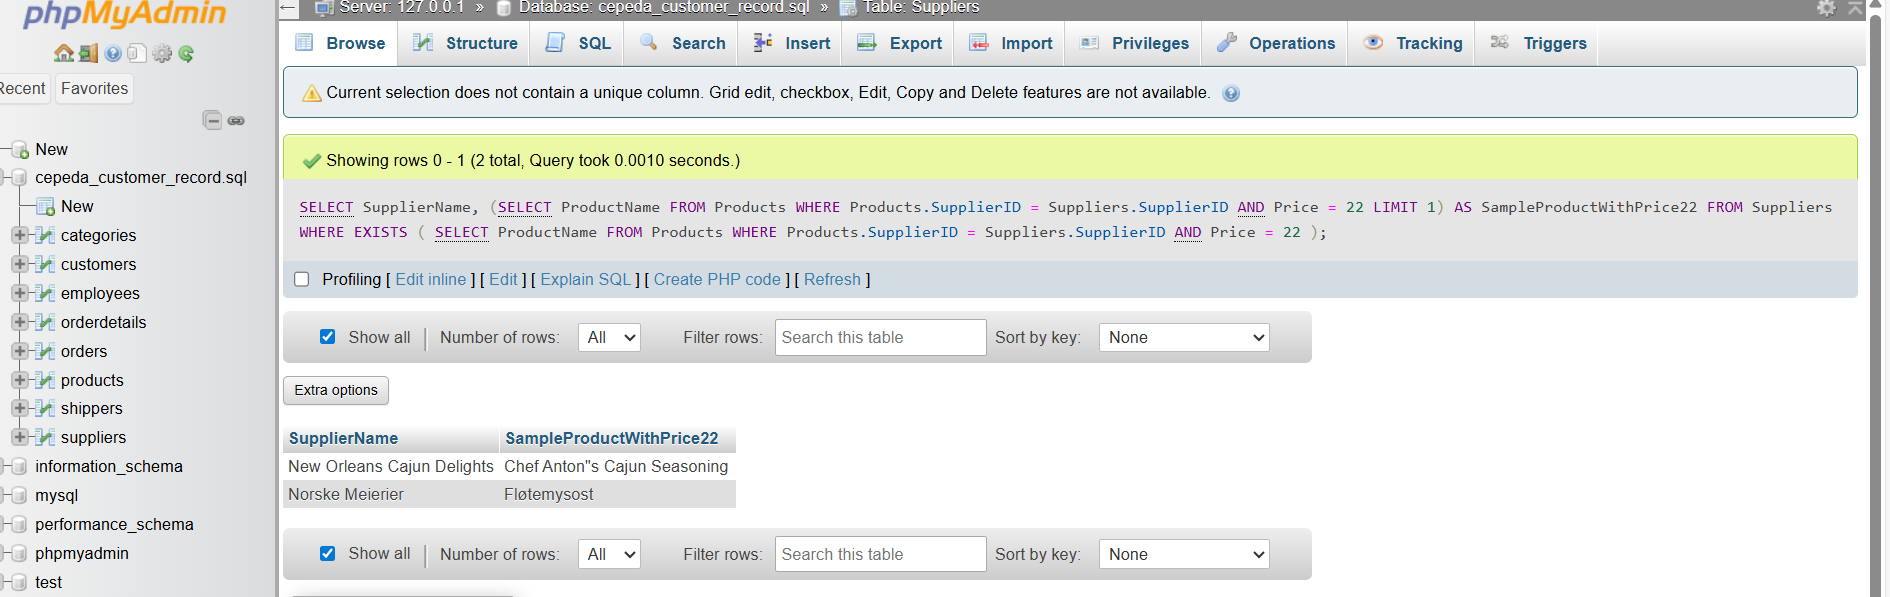 phpMyAdmin
Recent Favorites
New
cepeda_customer_record.sql
New
categories
customers
employees
orderdetails
orders
products
shippers
suppliers
information_schema
mysql
performance_schema
phpmyadmin
test
Server: 127.0.0.1 » Database: cepeda_customer_record.sql » Table: Suppliers
Browse Structure SQL Search Insert Export Import Privileges Operations Tracking Triggers
Current selection does not contain a unique column. Grid edit, checkbox, Edit, Copy and Delete features are not available.
Showing rows 0 - 1 (2 total, Query took 0.0010 seconds.)
SELECT SupplierName, (SELECT ProductName FROM Products WHERE Products.SupplierID = Suppliers.SupplierID AND Price = 22 LIMIT 1) AS SampleProductWithPrice22 FROM Suppliers
WHERE EXISTS ( SELECT ProductName FROM Products WHERE Products.SupplierID = Suppliers.SupplierID AND Price = 22 );
Profiling [ Edit inline ] [ Edit ] [ Explain SQL ] [ Create PHP code ] [ Refresh ]
Show all Number of rows: All Filter rows: Search this table Sort by key: None
Extra options
SupplierName SampleProductWithPrice22
New Orleans Cajun Delights Chef Anton"s Cajun Seasoning
Norske Meierier Fløtemysost
Show all Number of rows: All Filter rows: Search this table Sort by key: None